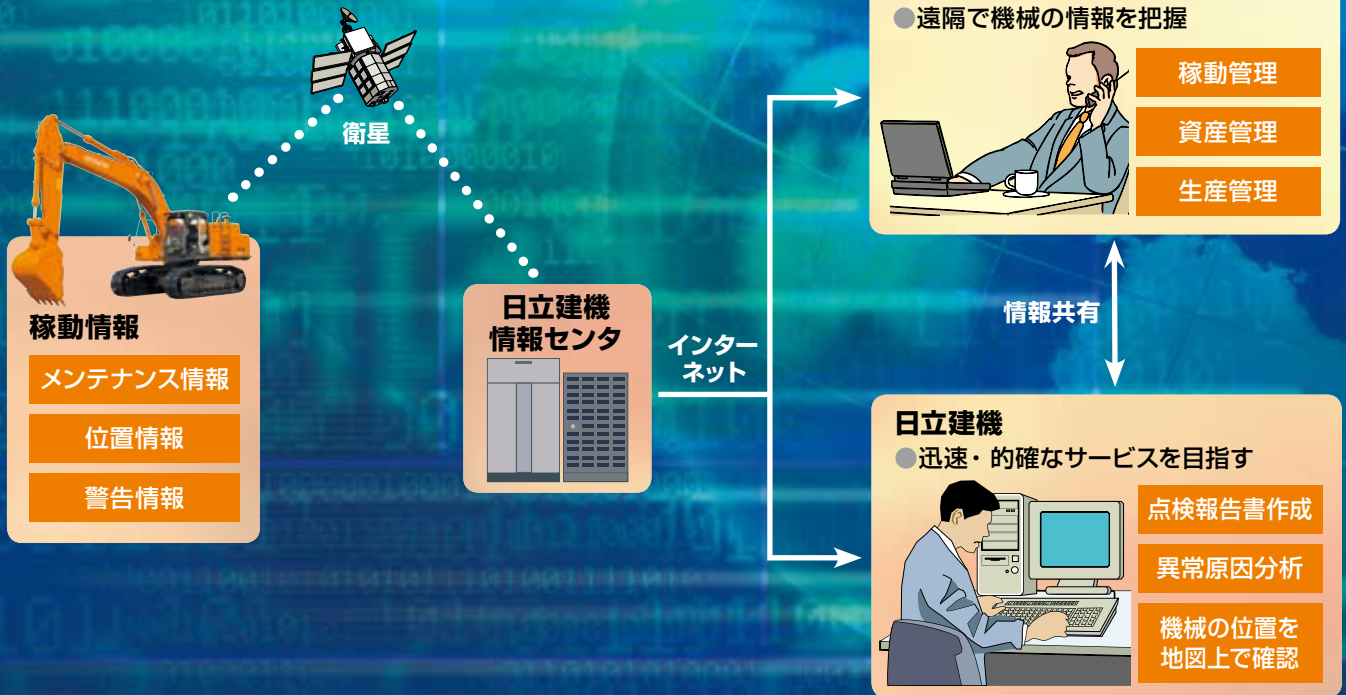 ●遠隔で機械の情報を把握
稼動管理
資産管理
生産管理
衛星
稼動情報
メンテナンス情報
位置情報
警告情報
日立建機
情報センタ
インター
ネット
情報共有
日立建機
●迅速・的確なサービスを目指す
点検報告書作成
異常原因分析
機械の位置を
地図上で確認